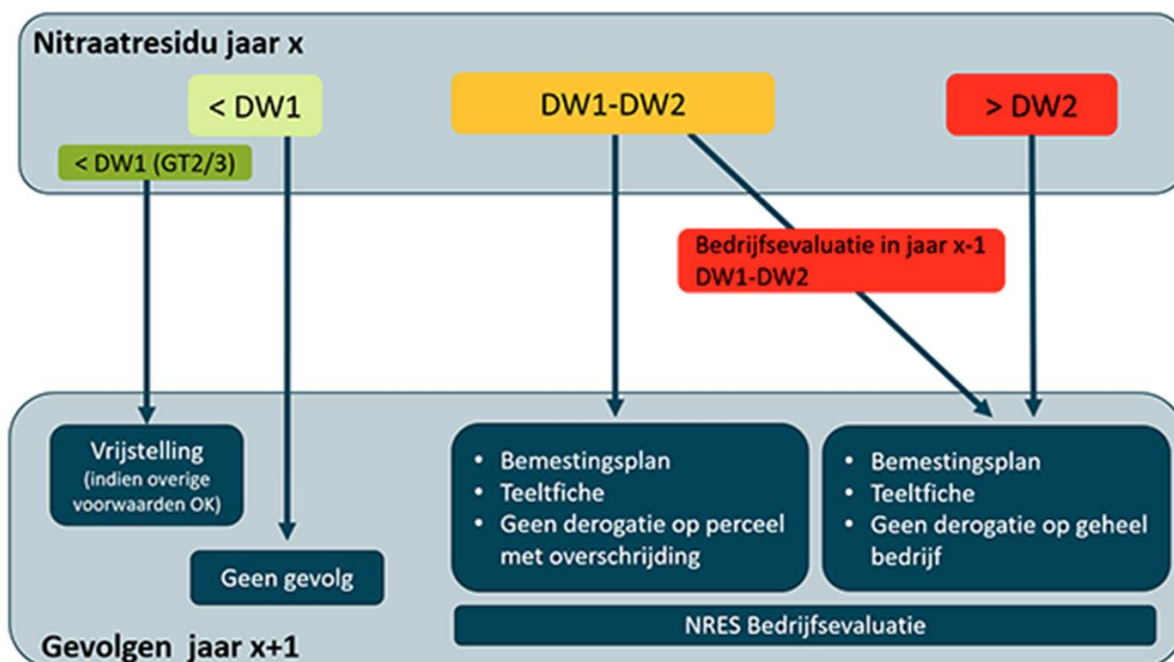 Nitraatresidu jaar x
< DW1
DW1-DW2
> DW2
< DW1 (GT2/3)
Bedrijfsevaluatie in jaar x-1
DW1-DW2
Vrijstelling
(indien overige
voorwaarden OK)
Geen gevolg
• Bemestingsplan
• Teeltfiche
• Geen derogatie op perceel
met overschrijding
• Bemestingsplan
• Teeltfiche
• Geen derogatie op geheel
bedrijf
NRES Bedrijfsevaluatie
Gevolgen jaar x+1